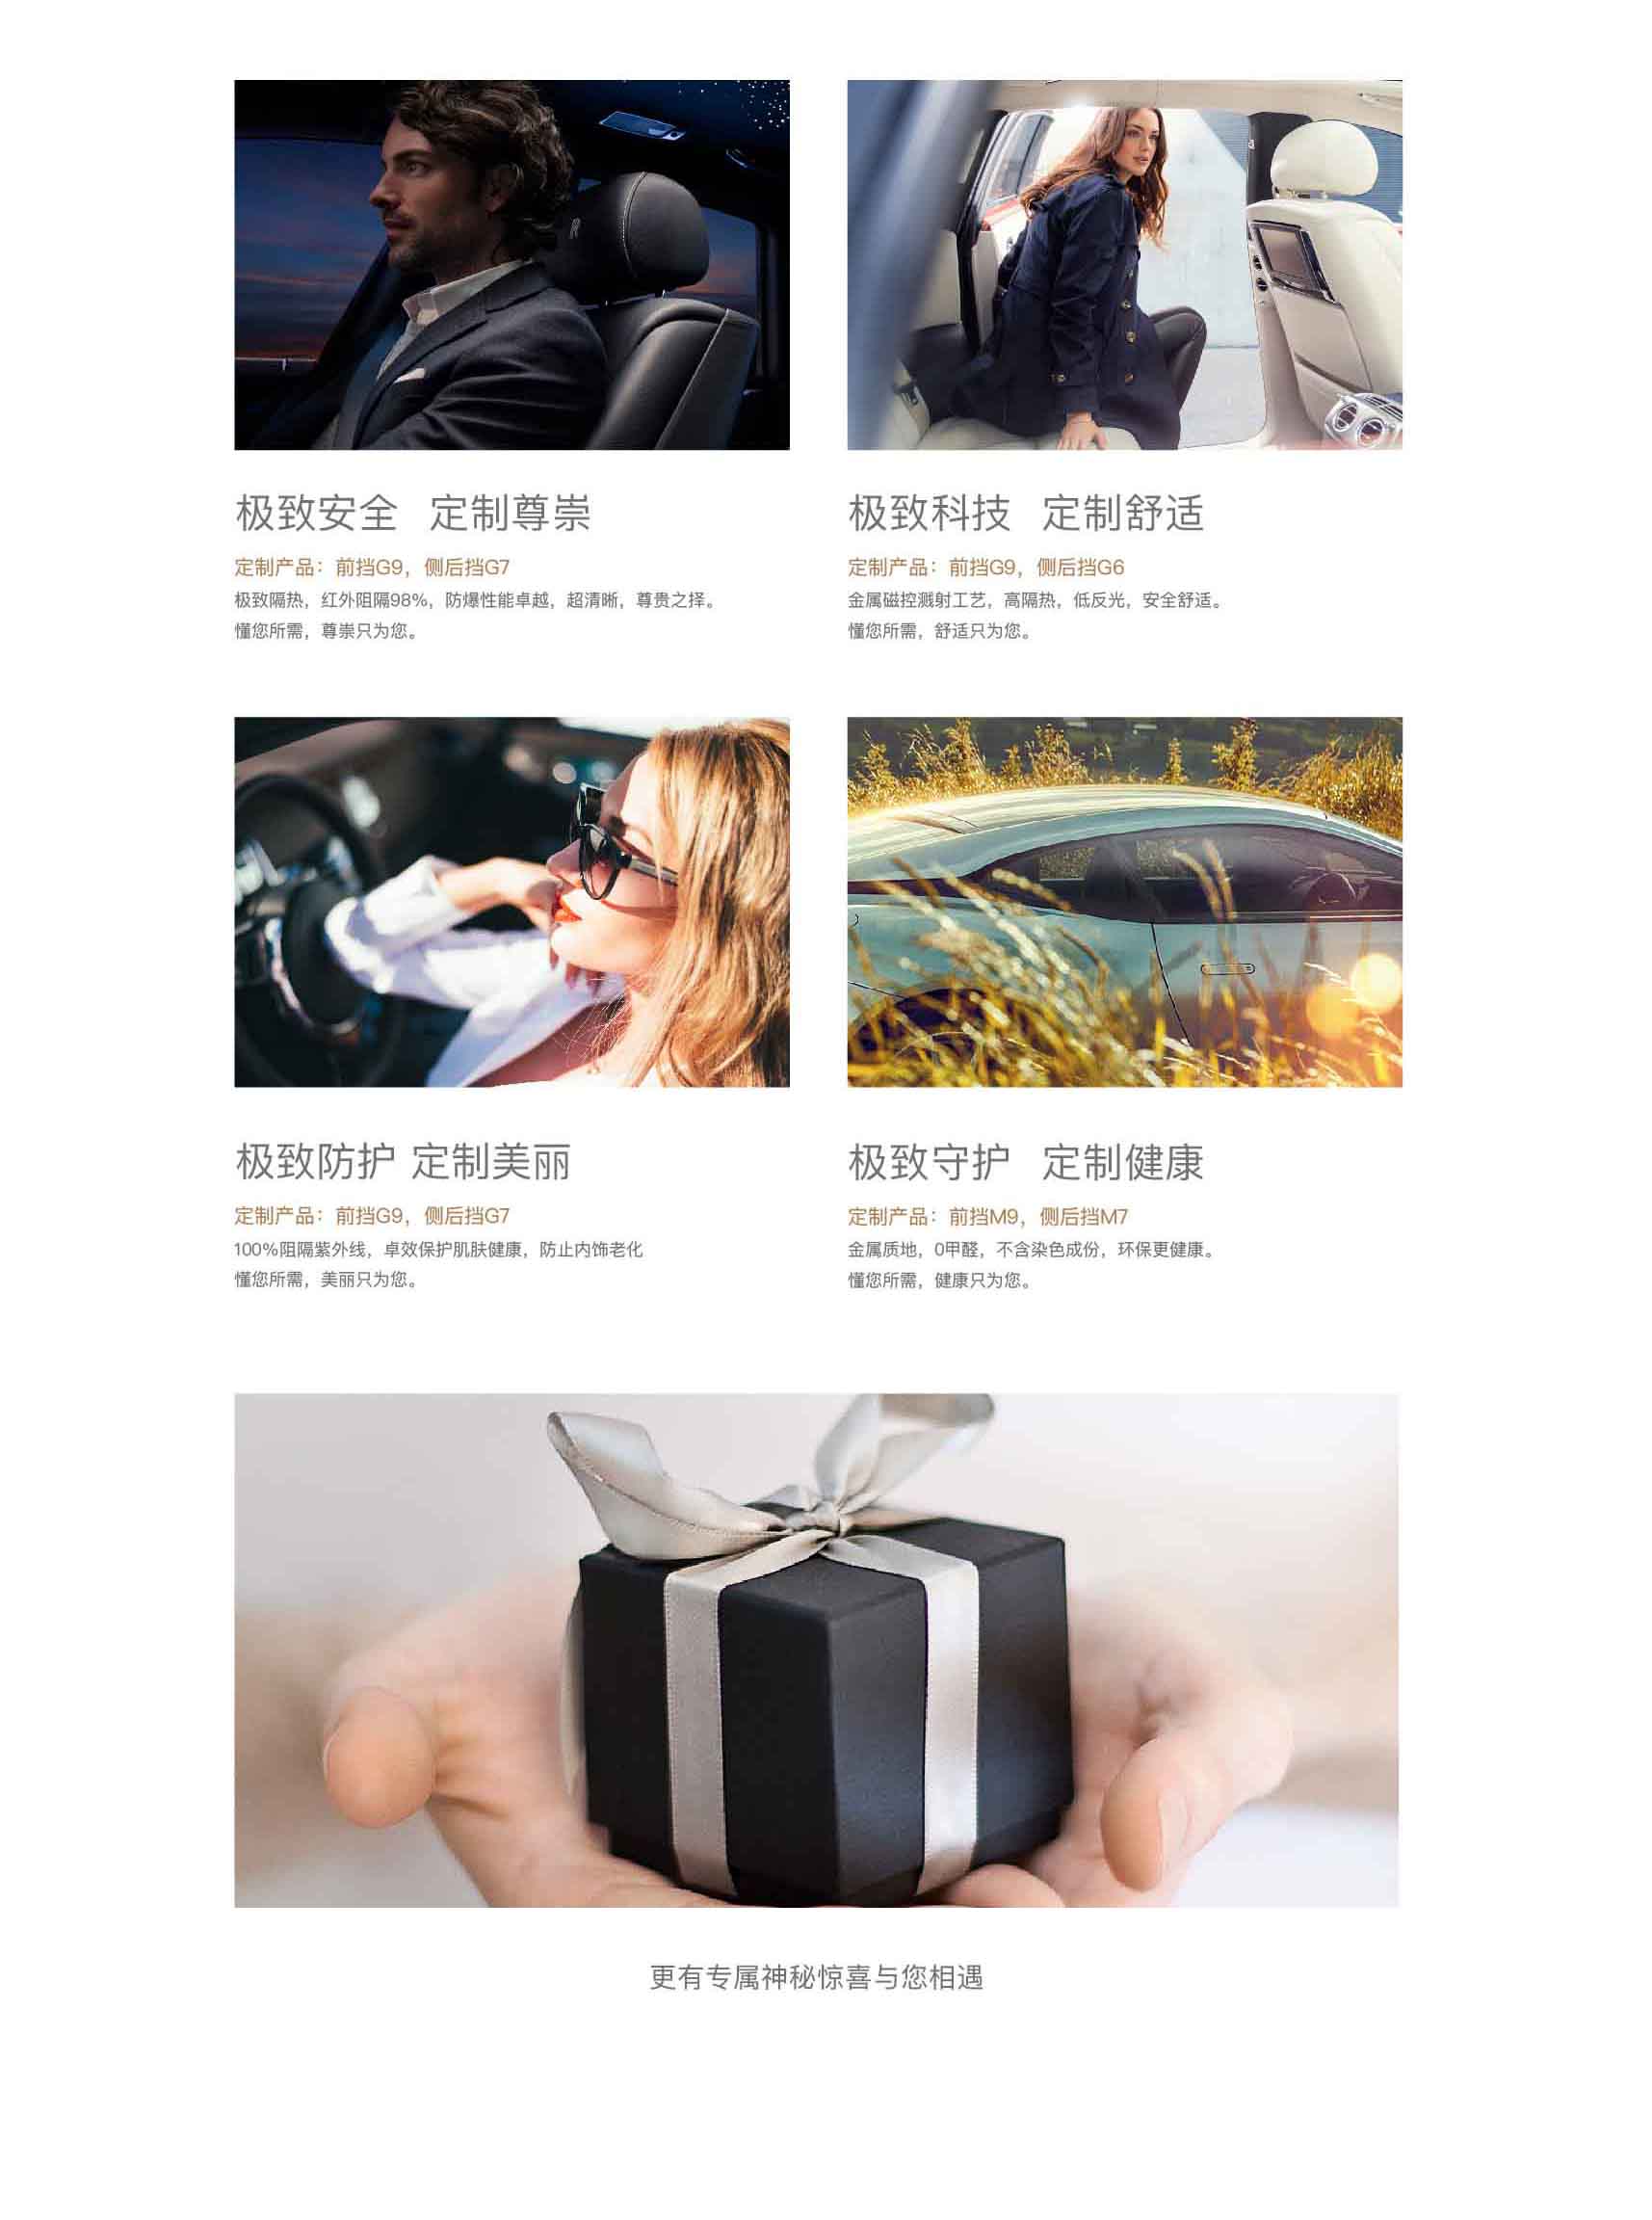 极致安全 定制尊崇
定制产品：前挡G9，侧后挡G7
极致隔热，红外阻隔98%，防爆性能卓越，超清晰，尊贵之择。
懂您所需，尊崇只为您。
极致科技 定制舒适
定制产品：前挡G9，侧后挡G6
金属磁控溅射工艺，高隔热，低反光，安全舒适。
懂您所需，舒适只为您。
极致防护 定制美丽
定制产品：前挡G9，侧后挡G7
100%阻隔紫外线，卓效保护肌肤健康，防止内饰老化
懂您所需，美丽只为您。
极致守护 定制健康
定制产品：前挡M9，侧后挡M7
金属质地，0甲醛，不含染色成份，环保更健康。
懂您所需，健康只为您。
更有专属神秘惊喜与您相遇